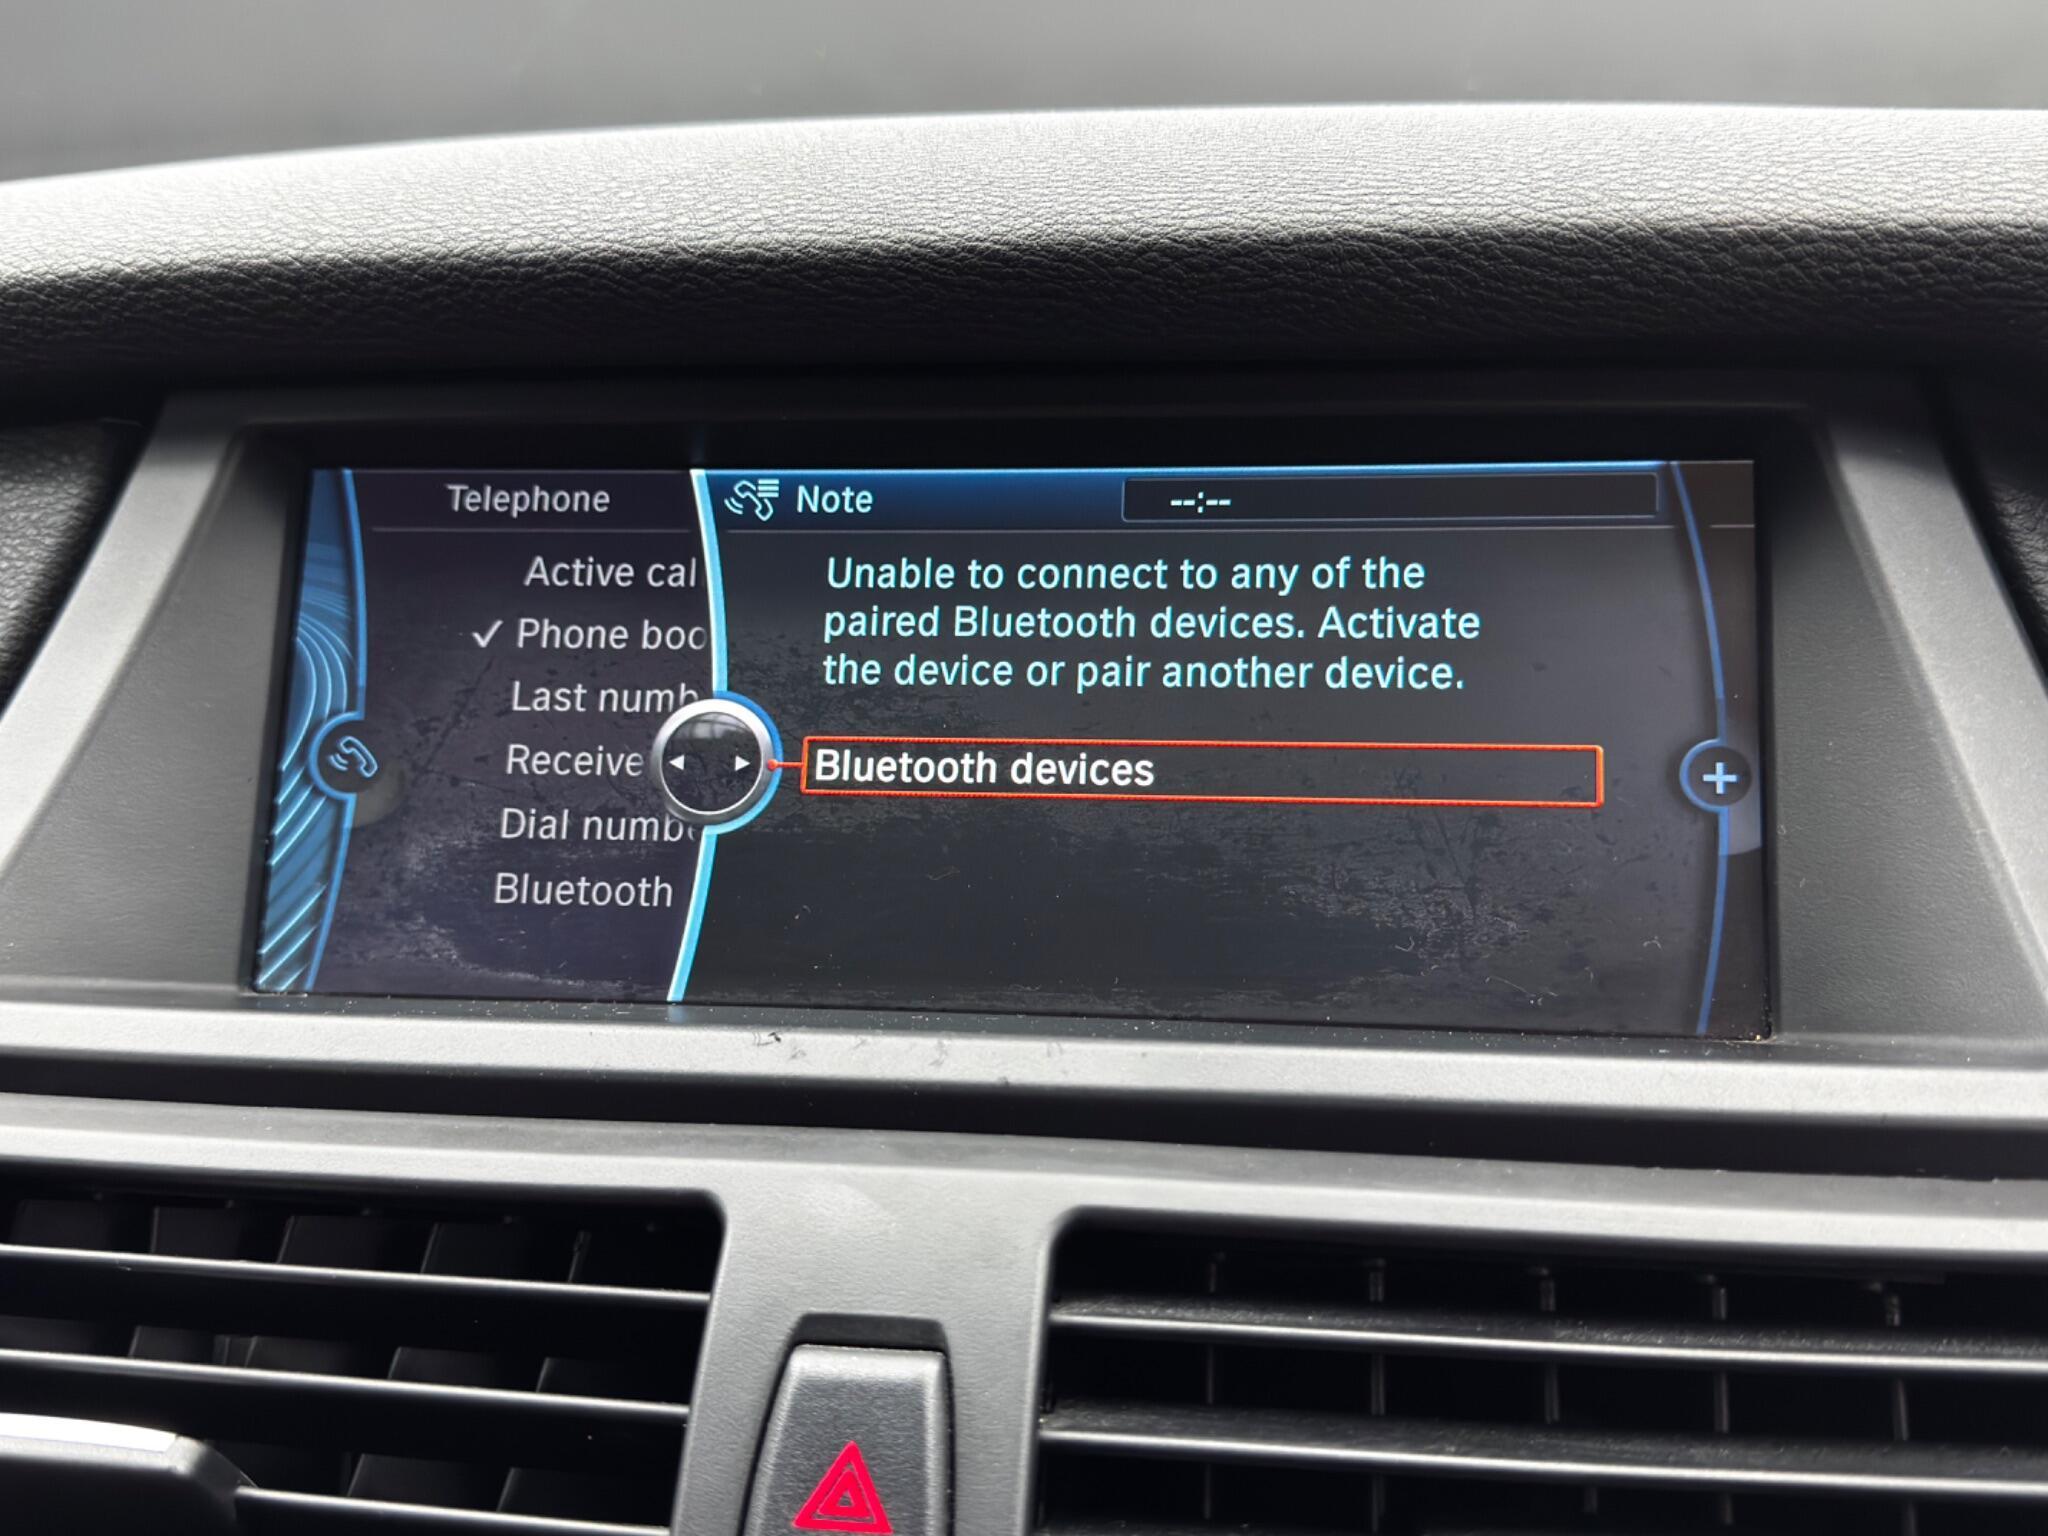 Telephone
Active cal
✓ Phone boo
Last numb
Receive
Dial numb
Bluetooth
Note
--:--
Unable to connect to any of the
paired Bluetooth devices. Activate
the device or pair another device.
Bluetooth devices